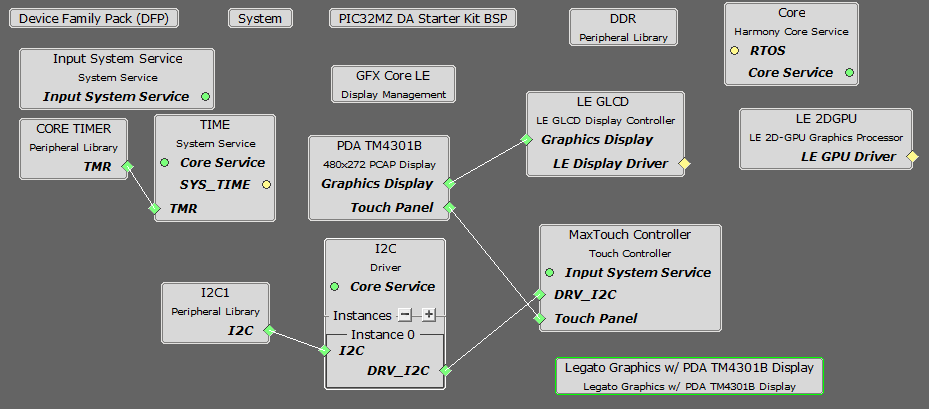 Device Family Pack (DFP)
System
PIC32MZ DA Starter Kit BSP
DDR
Peripheral Library
Core
Harmony Core Service
RTOS
Core Service
Input System Service
System Service
Input System Service
GFX Core LE
Display Management
LE GLCD
LE GLCD Display Controller
Graphics Display
LE Display Driver
LE 2DGPU
LE 2D-GPU Graphics Processor
LE GPU Driver
CORE TIMER
Peripheral Library
TMR
TIME
System Service
Core Service
SYS_TIME
TMR
PDA TM4301B
480x272 PCAP Display
Graphics Display
Touch Panel
MaxTouch Controller
Touch Controller
Input System Service
DRV_I2C
Touch Panel
I2C
Driver
Core Service
Instances
Instance 0
I2C
DRV_I2C
I2C1
Peripheral Library
I2C
Legato Graphics w/ PDA TM4301B Display
Legato Graphics w/ PDA TM4301B Display